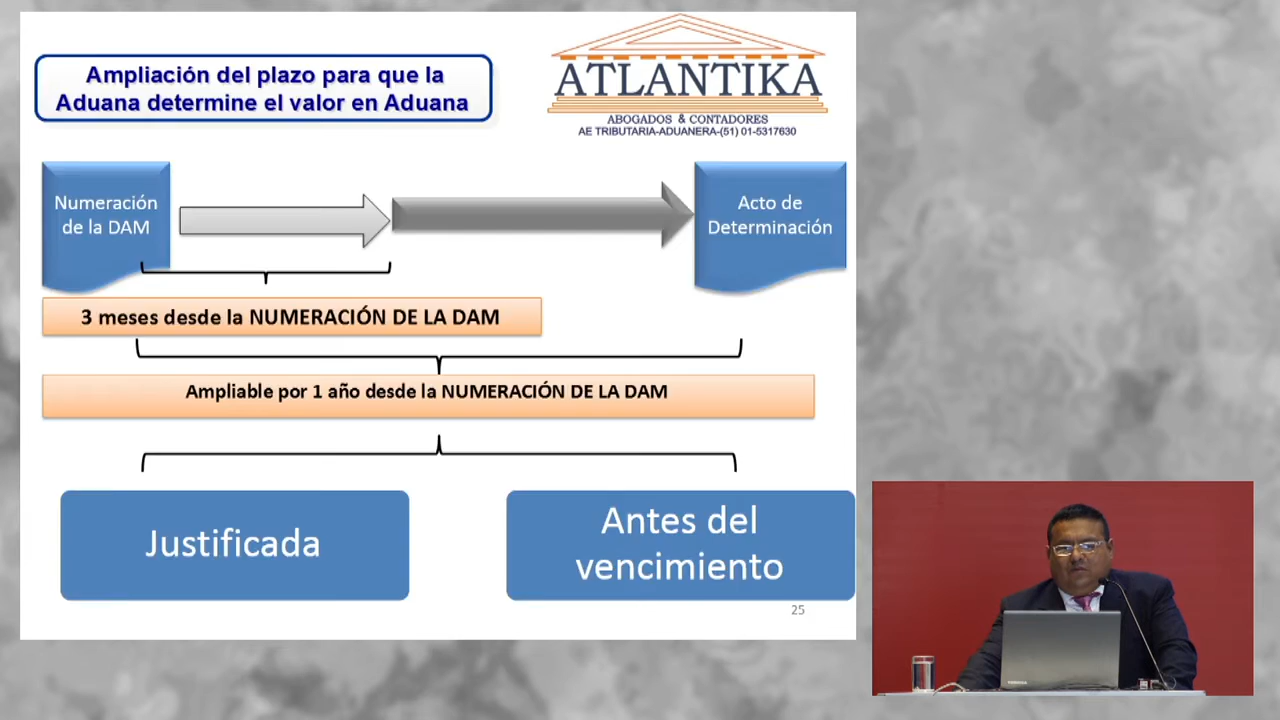 Ampliación del plazo para que la
Aduana determine el valor en Aduana
ATLANTIKA
ABOGADOS & CONTADORES
AE TRIBUTARIA-ADUANERA-(51) 01-5317630
Numeración
de la DAM
Acto de
Determinación
3 meses desde la NUMERACIÓN DE LA DAM
Ampliable por 1 año desde la NUMERACIÓN DE LA DAM
Justificada
Antes del
vencimiento
25